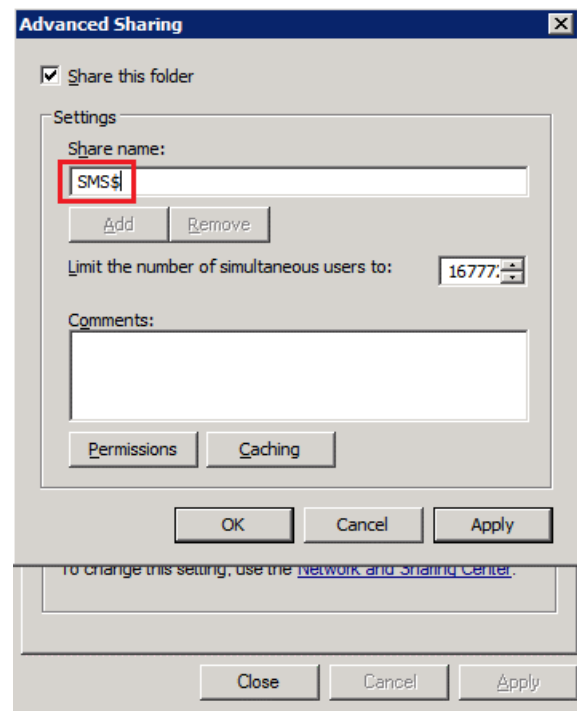 Advanced Sharing
Share this folder
Settings
Share name:
SMS$
Add Remove
Limit the number of simultaneous users to:
16777
Comments:
Permissions Caching
OK Cancel Apply
To change this setting, use the Network and Sharing Center.
Close Cancel Apply